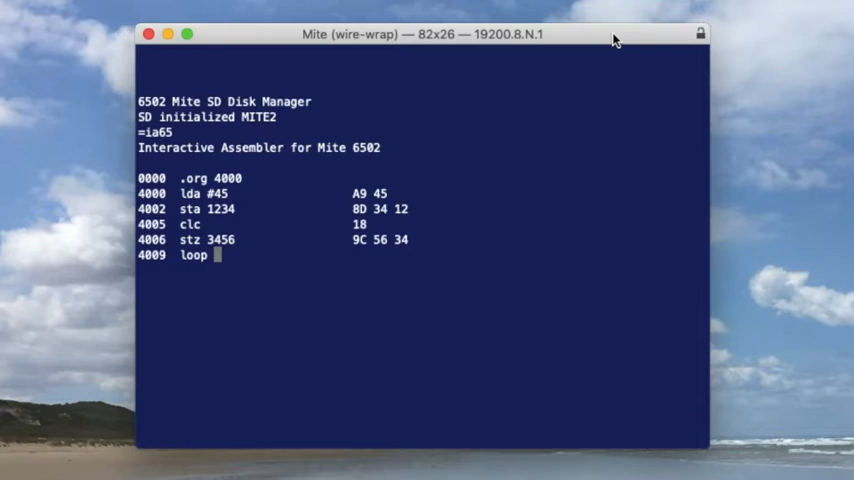 Mite (wire-wrap) — 82x26 — 19200.8.N.1
6502 Mite SD Disk Manager
SD initialized MITE2
=ia65
Interactive Assembler for Mite 6502
0000 .org 4000
4000 lda #45 A9 45
4002 sta 1234 8D 34 12
4005 clc 18
4006 stz 3456 9C 56 34
4009 loop